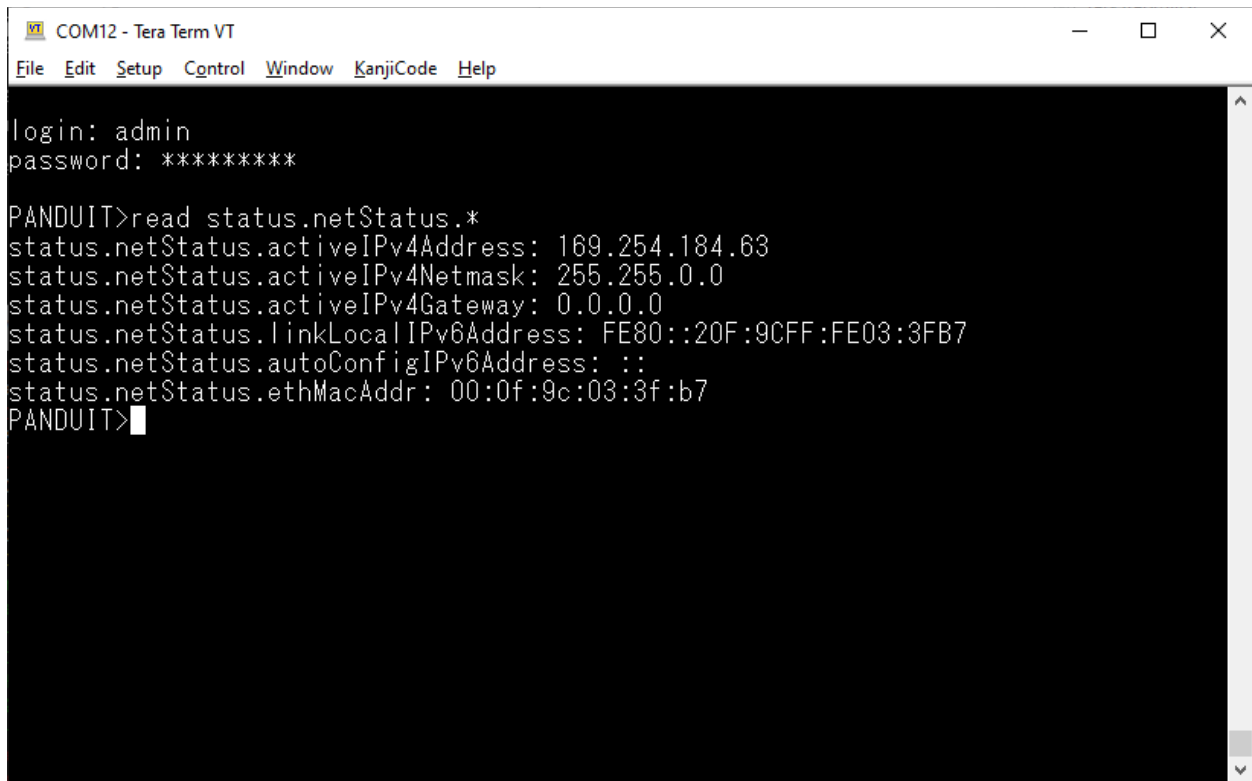 COM12 - Tera Term VT
File Edit Setup Control Window KanjiCode Help
login: admin
password: *********
PANDUIT>read status.netStatus.*
status.netStatus.activeIPv4Address: 169.254.184.63
status.netStatus.activeIPv4Netmask: 255.255.0.0
status.netStatus.activeIPv4Gateway: 0.0.0.0
status.netStatus.linkLocalIPv6Address: FE80::20F:9CFF:FE03:3FB7
status.netStatus.autoConfigIPv6Address: ::
status.netStatus.ethMacAddr: 00:0f:9c:03:3f:b7
PANDUIT>